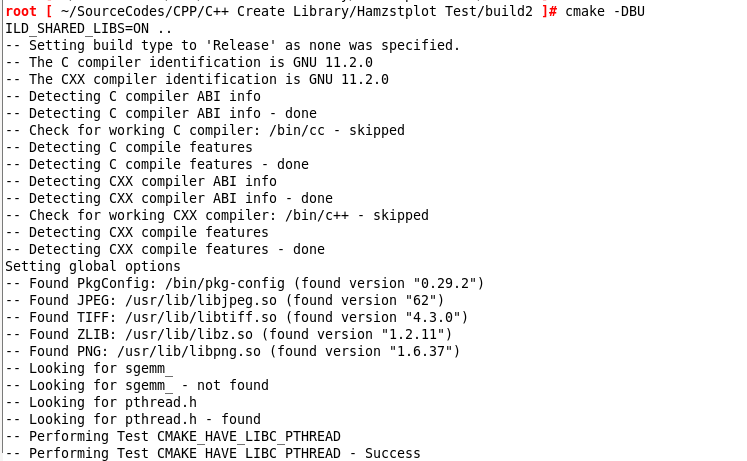 root [ ~/SourceCodes/CPP/C++ Create Library/Hamzstplot Test/build2 ]# cmake -DBU
ILD_SHARED_LIBS=ON ..
-- Setting build type to 'Release' as none was specified.
-- The C compiler identification is GNU 11.2.0
-- The CXX compiler identification is GNU 11.2.0
-- Detecting C compiler ABI info
-- Detecting C compiler ABI info - done
-- Check for working C compiler: /bin/cc - skipped
-- Detecting C compile features
-- Detecting C compile features - done
-- Detecting CXX compiler ABI info
-- Detecting CXX compiler ABI info - done
-- Check for working CXX compiler: /bin/c++ - skipped
-- Detecting CXX compile features
-- Detecting CXX compile features - done
Setting global options
-- Found PkgConfig: /bin/pkg-config (found version "0.29.2")
-- Found JPEG: /usr/lib/libjpeg.so (found version "62")
-- Found TIFF: /usr/lib/libtiff.so (found version "4.3.0")
-- Found ZLIB: /usr/lib/libz.so (found version "1.2.11")
-- Found PNG: /usr/lib/libpng.so (found version "1.6.37")
-- Looking for sgemm_
-- Looking for sgemm_ - not found
-- Looking for pthread.h
-- Looking for pthread.h - found
-- Performing Test CMAKE_HAVE_LIBC_PTHREAD
-- Performing Test CMAKE_HAVE_LIBC_PTHREAD - Success